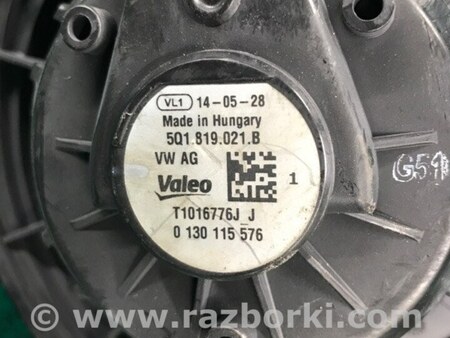 VL1 14-05-28
Made in Hungary
5Q1.819.021.B
VW AG
Valeo 1
T1016776J J
0 130 115 576
G51
© www.razborki.com